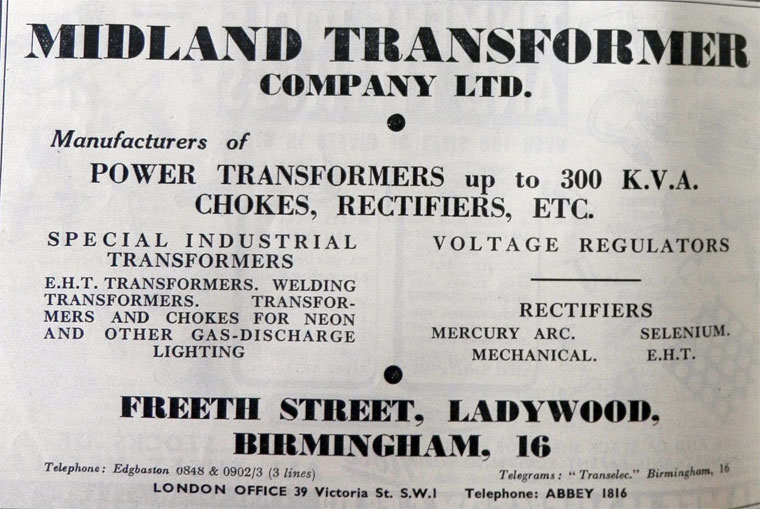 MIDLAND TRANSFORMER
COMPANY LTD.
Manufacturers of
POWER TRANSFORMERS up to 300 K.V.A.
CHOKES, RECTIFIERS, ETC.
SPECIAL INDUSTRIAL
TRANSFORMERS
E.H.T. TRANSFORMERS. WELDING
TRANSFORMERS. TRANSFOR-
MERS AND CHOKES FOR NEON
AND OTHER GAS-DISCHARGE
LIGHTING
VOLTAGE REGULATORS
RECTIFIERS
MERCURY ARC. SELENIUM.
MECHANICAL. E.H.T.
FREETH STREET, LADYWOOD,
BIRMINGHAM, 16
Telephone: Edgbaston 0848 & 0902/3 (3 lines)
Telegrams: "Transelec." Birmingham, 16
LONDON OFFICE 39 Victoria St. S.W.1 Telephone: ABBEY 1816